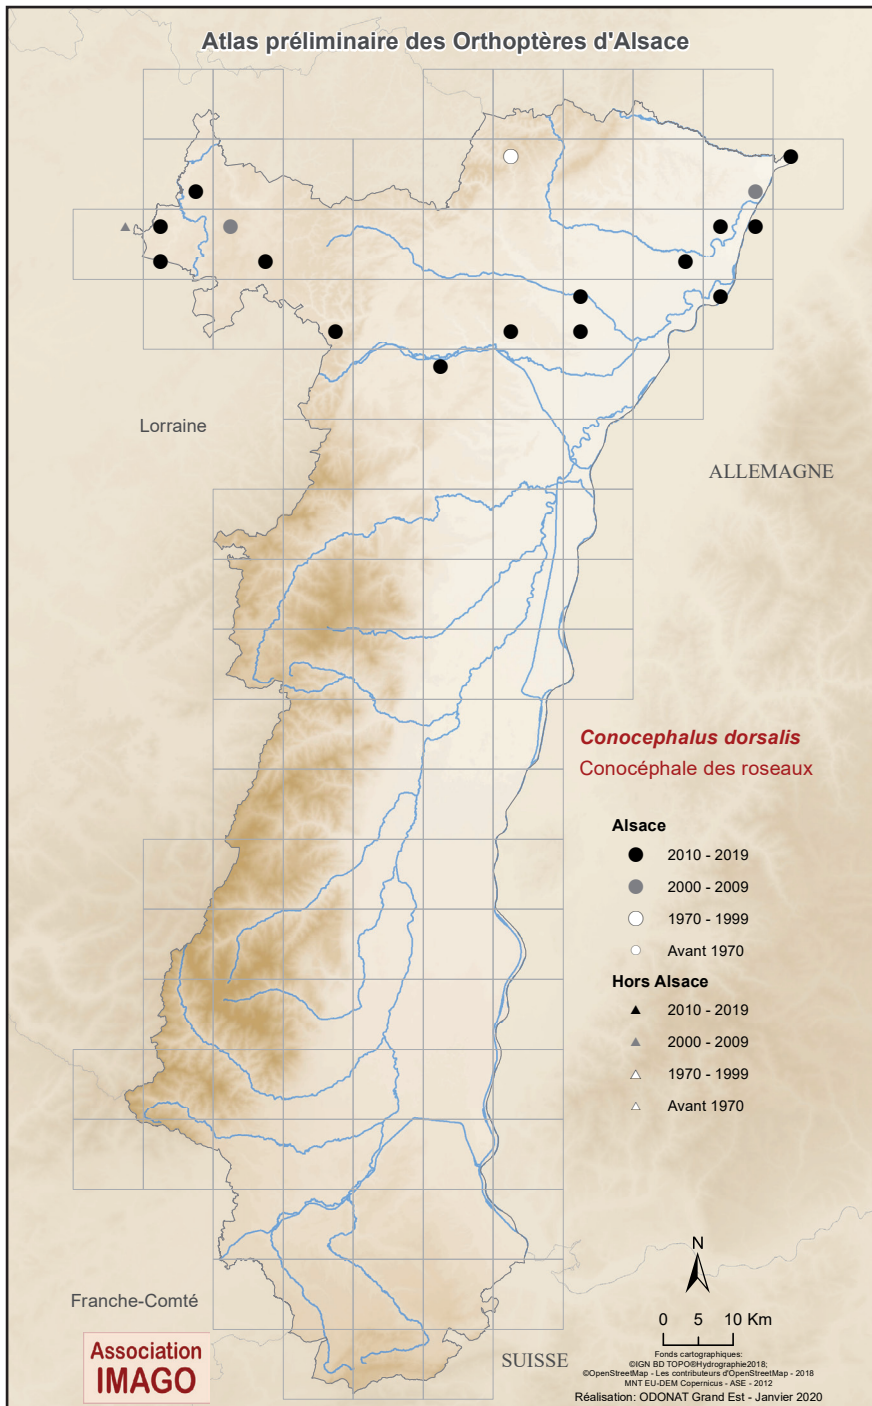 Atlas préliminaire des Orthoptères d'Alsace
Lorraine
ALLEMAGNE
Conocephalus dorsalis
Conocéphale des roseaux
Alsace
2010 - 2019
2000 - 2009
1970 - 1999
Avant 1970
Hors Alsace
2010 - 2019
2000 - 2009
1970 - 1999
Avant 1970
N
0 5 10 Km
Franche-Comté
SUISSE
Association
IMAGO
Fonds cartographiques:
©IGN BD TOPO®Hydrographie2018;
©OpenStreetMap - Les contributeurs d'OpenStreetMap - 2018
MNT EU-DEM Copernicus - ASE - 2012
Réalisation: ODONAT Grand Est - Janvier 2020